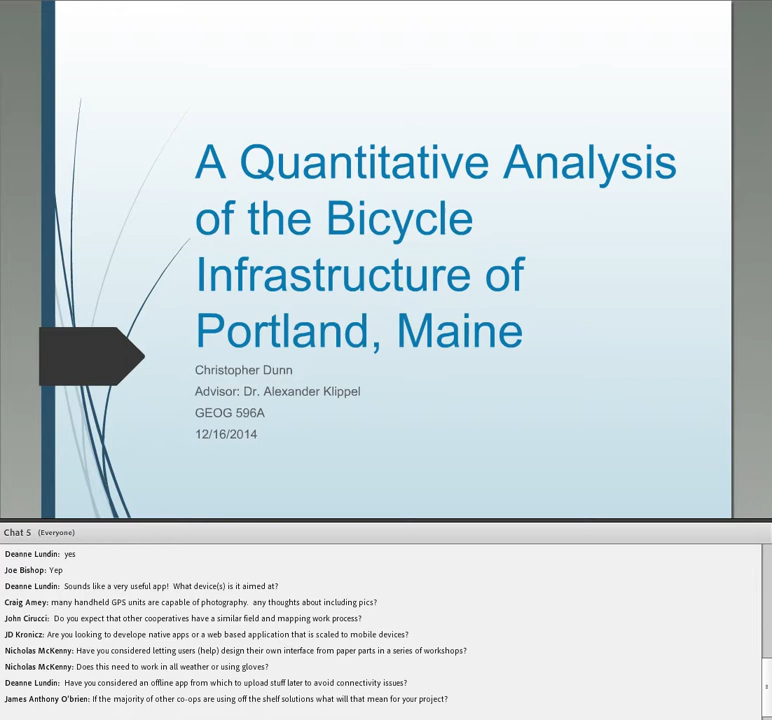 A Quantitative Analysis
of the Bicycle
Infrastructure of
Portland, Maine
Christopher Dunn
Advisor: Dr. Alexander Klippel
GEOG 596A
12/16/2014
Chat 5 (Everyone)
Deanne Lundin: yes
Joe Bishop: Yep
Deanne Lundin: Sounds like a very useful app! What device(s) is it aimed at?
Craig Amey: many handheld GPS units are capable of photography. any thoughts about including pics?
John Cirucci: Do you expect that other cooperatives have a similar field and mapping work process?
JD Kronicz: Are you looking to develope native apps or a web based application that is scaled to mobile devices?
Nicholas McKenny: Have you considered letting users (help) design their own interface from paper parts in a series of workshops?
Nicholas McKenny: Does this need to work in all weather or using gloves?
Deanne Lundin: Have you considered an offline app from which to upload stuff later to avoid connectivity issues?
James Anthony O'brien: If the majority of other co-ops are using off the shelf solutions what will that mean for your project?